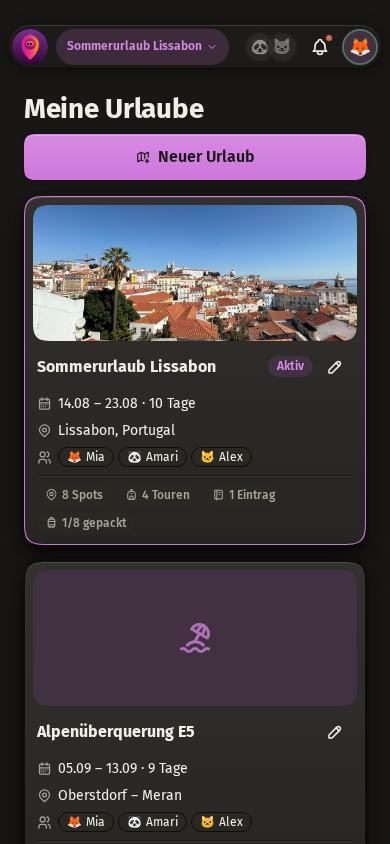 Sommerurlaub Lissabon
Meine Urlaube
Neuer Urlaub
Sommerurlaub Lissabon Aktiv
14.08 – 23.08 · 10 Tage
Lissabon, Portugal
Mia Amari Alex
8 Spots 4 Touren 1 Eintrag
1/8 gepackt
Alpenüberquerung E5
05.09 – 13.09 · 9 Tage
Oberstdorf – Meran
Mia Amari Alex